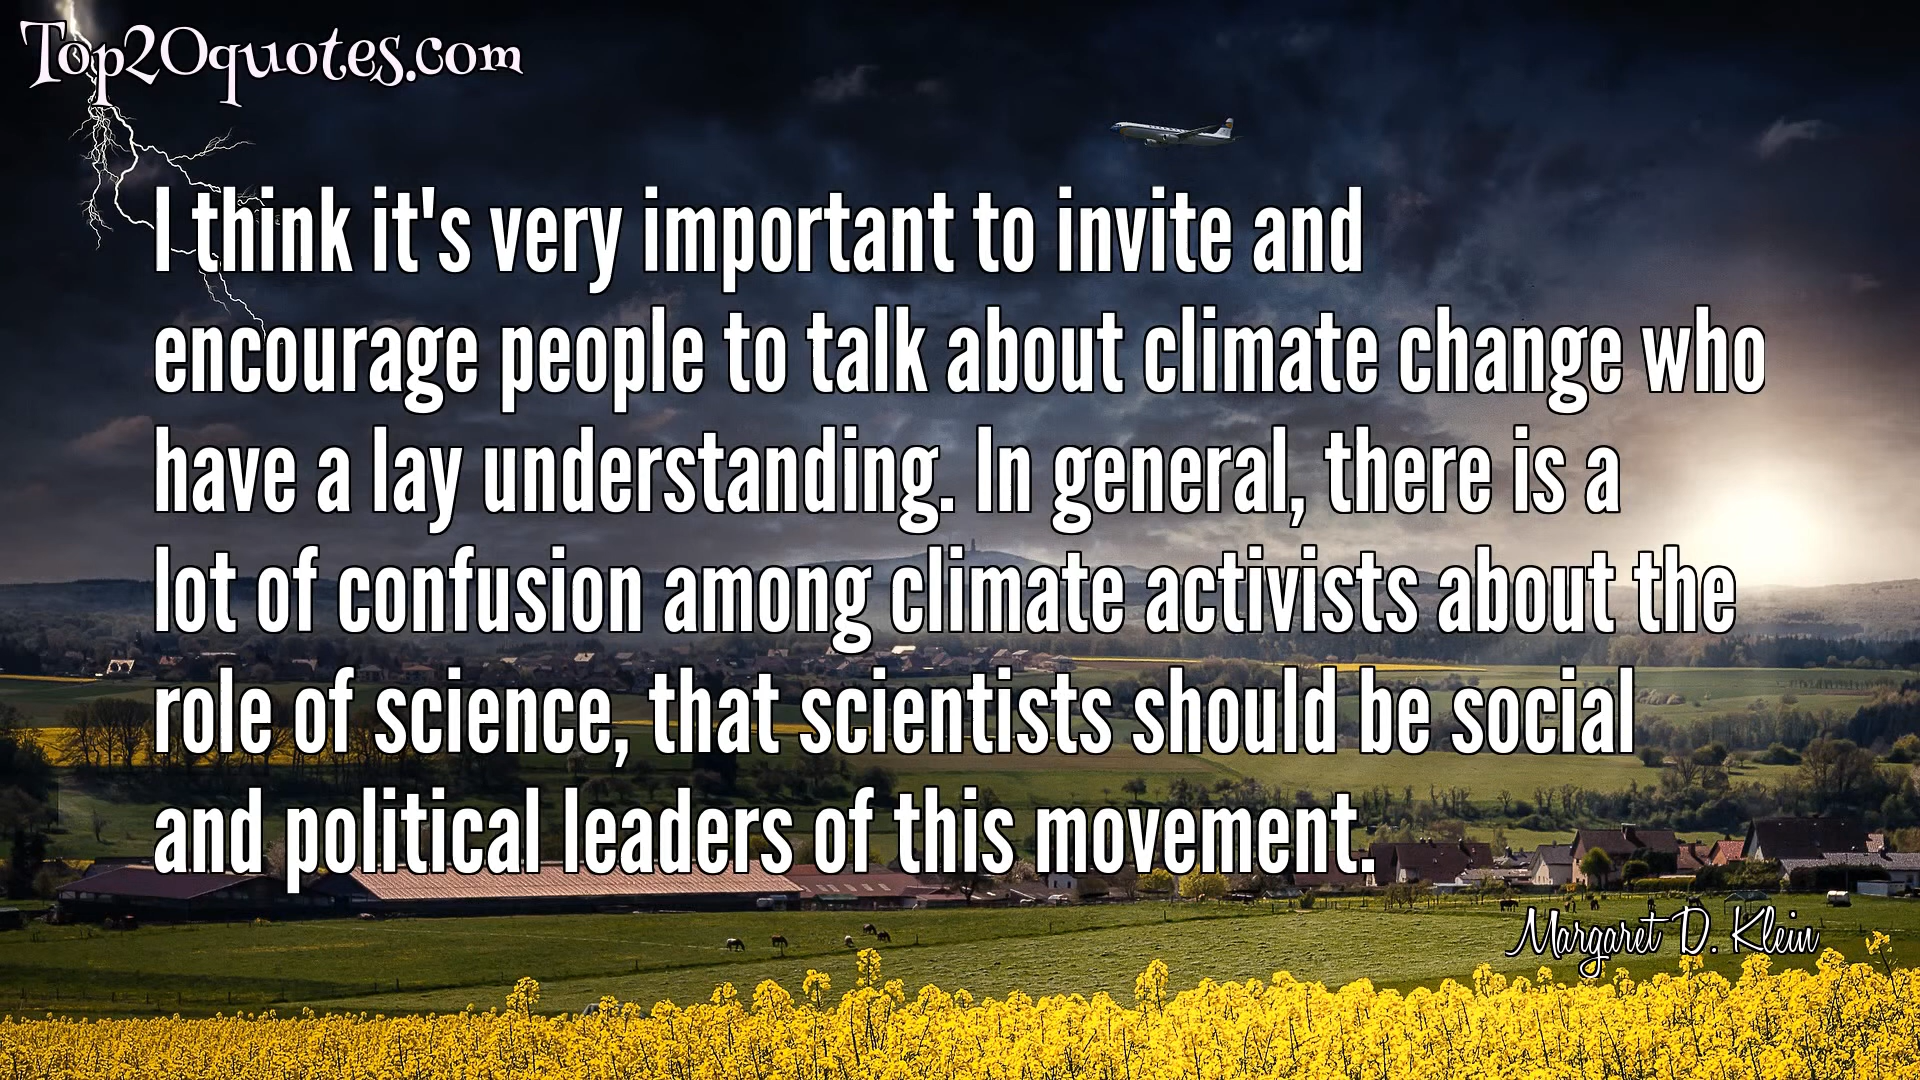 Top20quotes.com
I think it's very important to invite and
encourage people to talk about climate change who
have a lay understanding. In general, there is a
lot of confusion among climate activists about the
role of science, that scientists should be social
and political leaders of this movement.
Margaret D. Klein